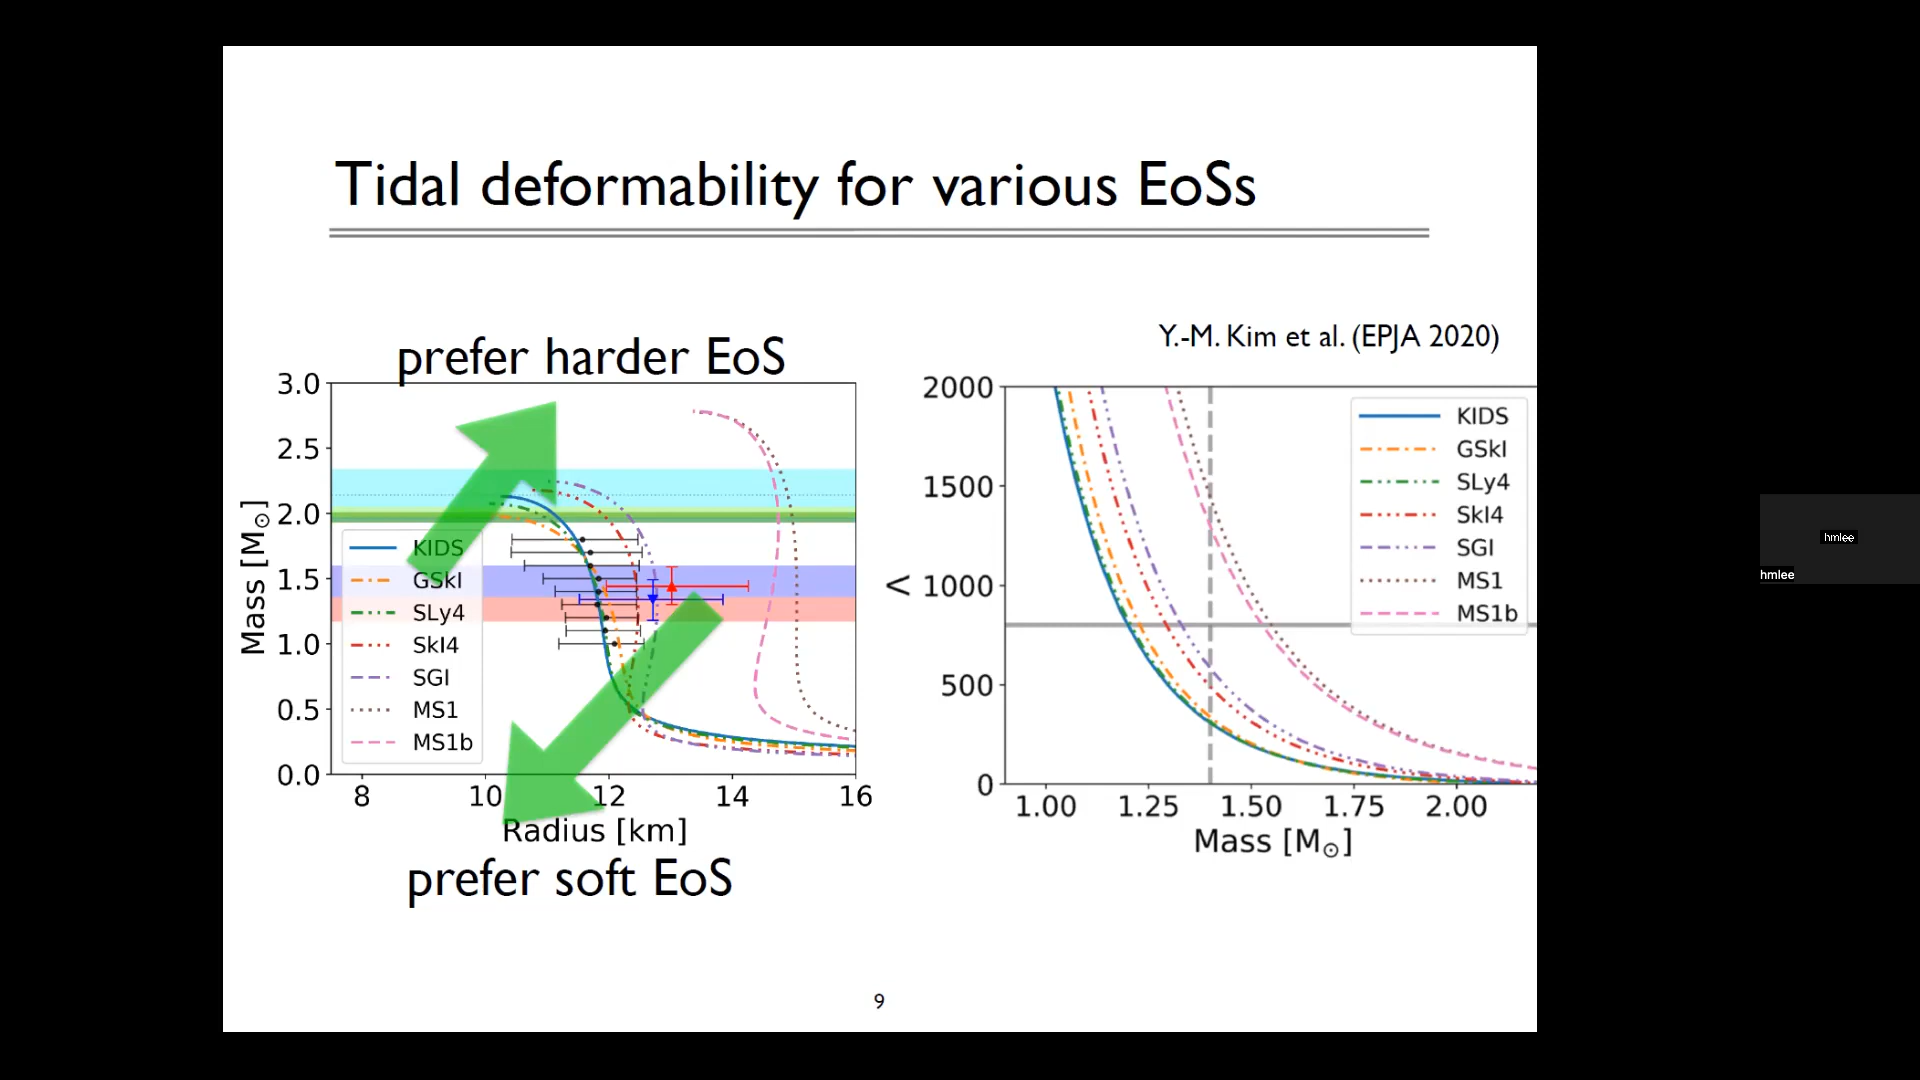 Tidal deformability for various EoSs
Y.-M. Kim et al. (EPJA 2020)
prefer harder EoS
3.0
2.5
2.0
1.5
1.0
0.5
0.0
Mass [M⊙]
KIDS
GSkI
SLy4
SkI4
SGI
MS1
MS1b
8
10
12
14
16
Radius [km]
prefer soft EoS
2000
1500
1000
500
0
Λ
KIDS
GSkI
SLy4
SkI4
SGI
MS1
MS1b
1.00
1.25
1.50
1.75
2.00
Mass [M⊙]
9
hmlee
hmlee